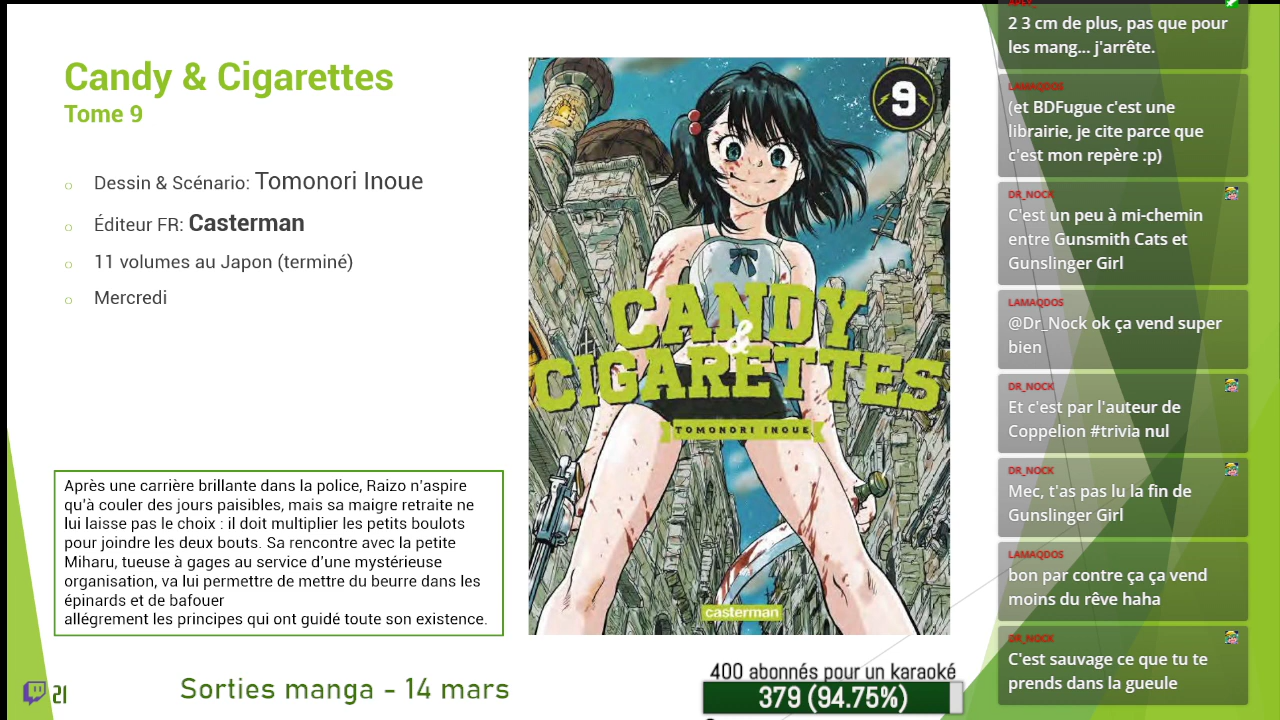 Candy & Cigarettes
Tome 9
Dessin & Scénario: Tomonori Inoue
Éditeur FR: Casterman
11 volumes au Japon (terminé)
Mercredi
Après une carrière brillante dans la police, Raizo n'aspire
qu'à couler des jours paisibles, mais sa maigre retraite ne
lui laisse pas le choix : il doit multiplier les petits boulots
pour joindre les deux bouts. Sa rencontre avec la petite
Miharu, tueuse à gages au service d'une mystérieuse
organisation, va lui permettre de mettre du beurre dans les
épinards et de bafouer
allégrement les principes qui ont guidé toute son existence.
9
CANDY
&
CIGARETTES
TOMONORI INOUE
casterman
21
Sorties manga - 14 mars
400 abonnés pour un karaoké
379 (94.75%)
2 3 cm de plus, pas que pour
les mang... j'arrête.
LAMAQDOS
(et BDFugue c'est une
librairie, je cite parce que
c'est mon repère :p)
DR_NOCK
C'est un peu à mi-chemin
entre Gunsmith Cats et
Gunslinger Girl
LAMAQDOS
@Dr_Nock ok ça vend super
bien
DR_NOCK
Et c'est par l'auteur de
Coppelion #trivia nul
DR_NOCK
Mec, t'as pas lu la fin de
Gunslinger Girl
LAMAQDOS
bon par contre ça ça vend
moins du rêve haha
DR_NOCK
C'est sauvage ce que tu te
prends dans la gueule